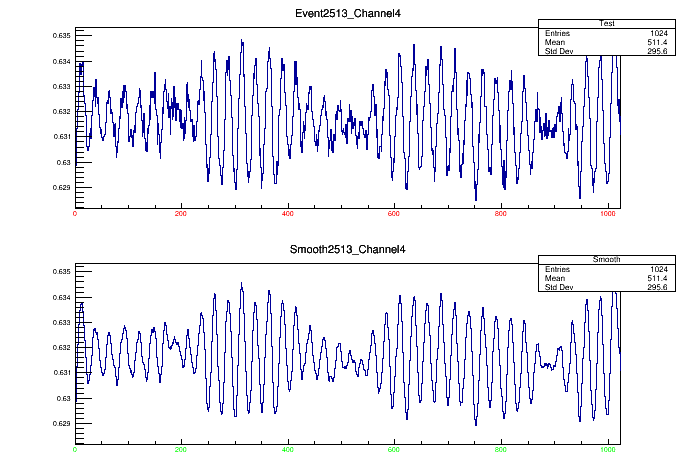 Event2513_Channel4
Test
Entries 1024
Mean 511.4
Std Dev 295.6
0.635
0.634
0.633
0.632
0.631
0.63
0.629
0 200 400 600 800 1000
Smooth2513_Channel4
Smooth
Entries 1024
Mean 511.4
Std Dev 295.6
0.635
0.634
0.633
0.632
0.631
0.63
0.629
0 200 400 600 800 1000